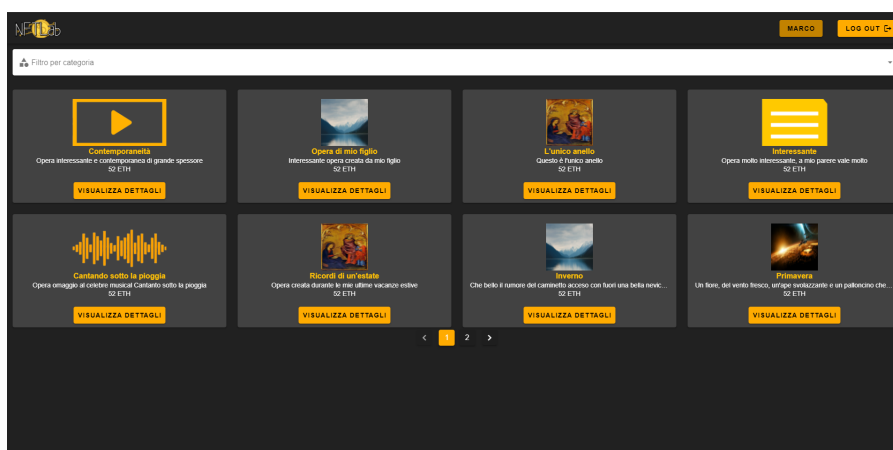 NFTLab
MARCO
LOG OUT
Filtro per categoria
Contemporaneità
Opera interessante e contemporanea di grande spessore
52 ETH
VISUALIZZA DETTAGLI
Opera di mio figlio
Interessante opera creata da mio figlio
52 ETH
VISUALIZZA DETTAGLI
L'unico anello
Questo è l'unico anello
52 ETH
VISUALIZZA DETTAGLI
Interessante
Opera molto interessante, a mio parere vale molto
52 ETH
VISUALIZZA DETTAGLI
Cantando sotto la pioggia
Opera omaggio al celebre musical Cantanto sotto la pioggia
52 ETH
VISUALIZZA DETTAGLI
Ricordi di un'estate
Opera creata durante le mie ultime vacanze estive
52 ETH
VISUALIZZA DETTAGLI
Inverno
Che bello il rumore del caminetto acceso con fuori una bella nevic...
52 ETH
VISUALIZZA DETTAGLI
Primavera
Un fiore, del vento fresco, un'ape svolazzante e un palloncino che...
52 ETH
VISUALIZZA DETTAGLI
1 2